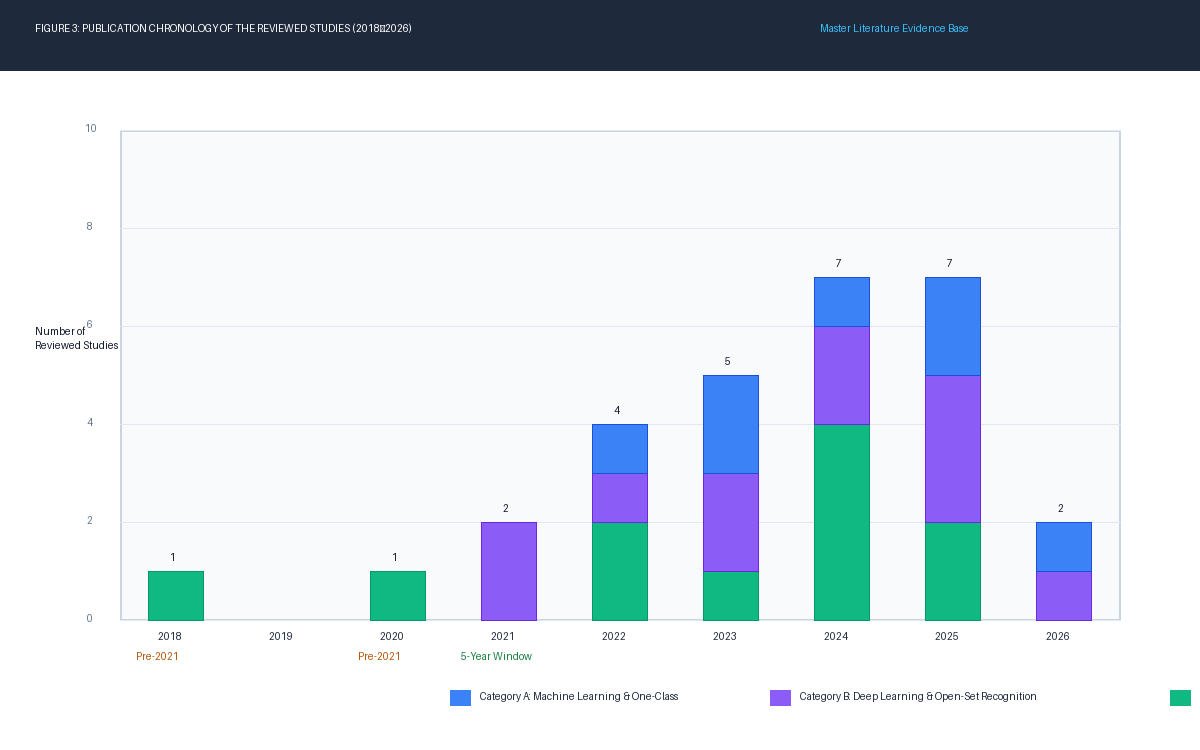 FIGURE 3: PUBLICATION CHRONOLOGY OF THE REVIEWED STUDIES (2018▯2026)
Master Literature Evidence Base
10
8
6
4
2
0
Number of
Reviewed Studies
1
1
2
4
5
7
7
2
2018 2019 2020 2021 2022 2023 2024 2025 2026
Pre-2021 Pre-2021 5-Year Window
Category A: Machine Learning & One-Class
Category B: Deep Learning & Open-Set Recognition